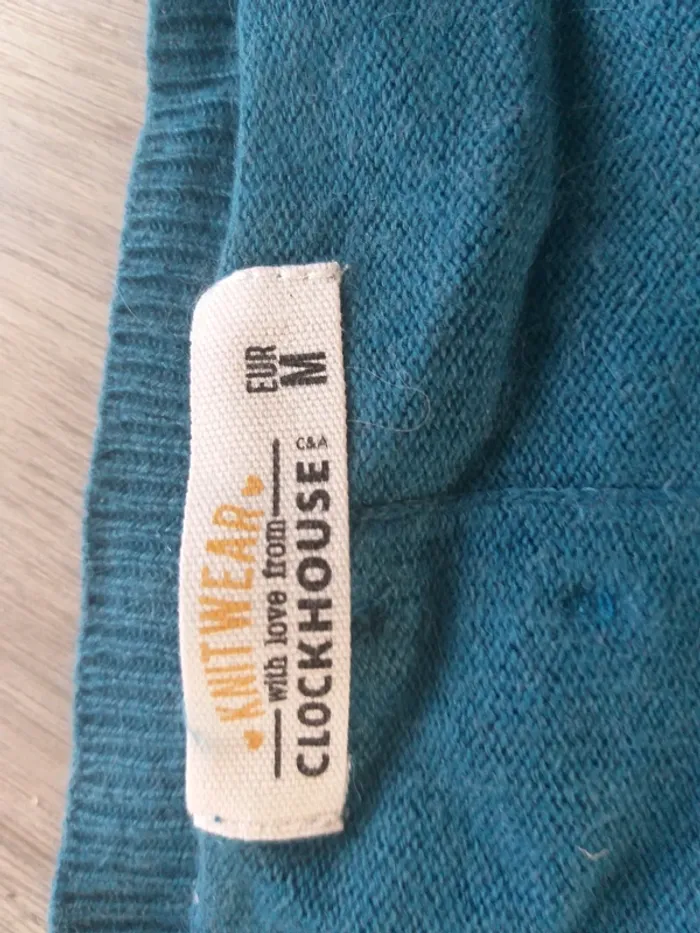 KNITWEAR
with love from
CLOCKHOUSE
C&A
EUR
M